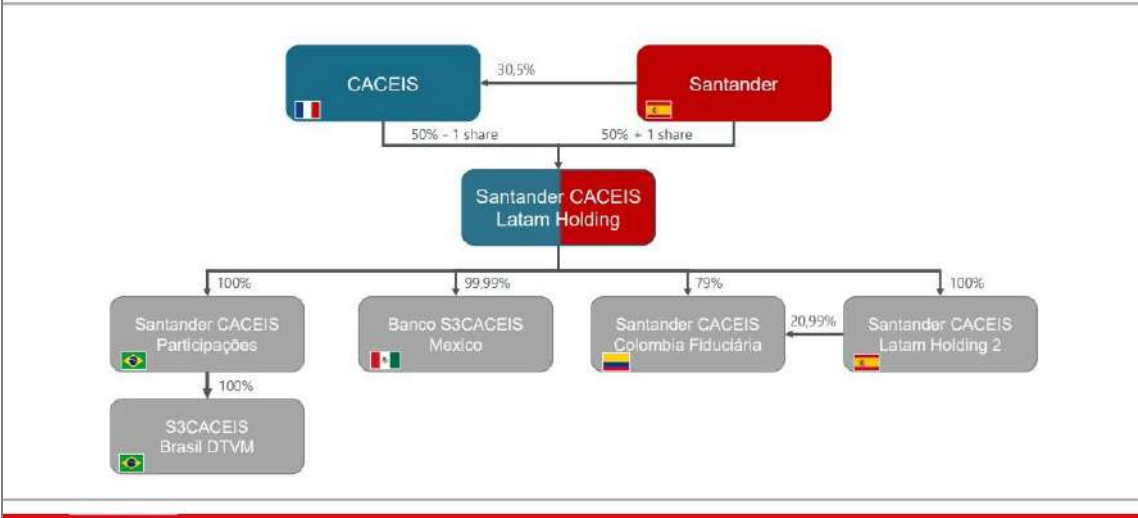 CACEIS
30,5%
Santander
50% - 1 share
50% + 1 share
Santander CACEIS
Latam Holding
100%
99,99%
79%
100%
Santander CACEIS
Participações
Banco S3CACEIS
Mexico
Santander CACEIS
Colombia Fiduciária
20,99%
Santander CACEIS
Latam Holding 2
100%
S3CACEIS
Brasil DTVM